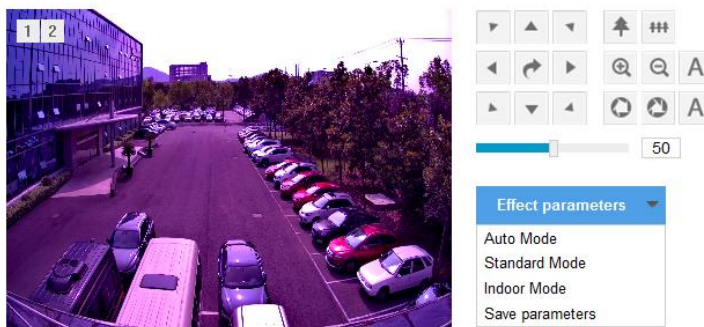 1 2
A
A
50
Effect parameters
Auto Mode
Standard Mode
Indoor Mode
Save parameters